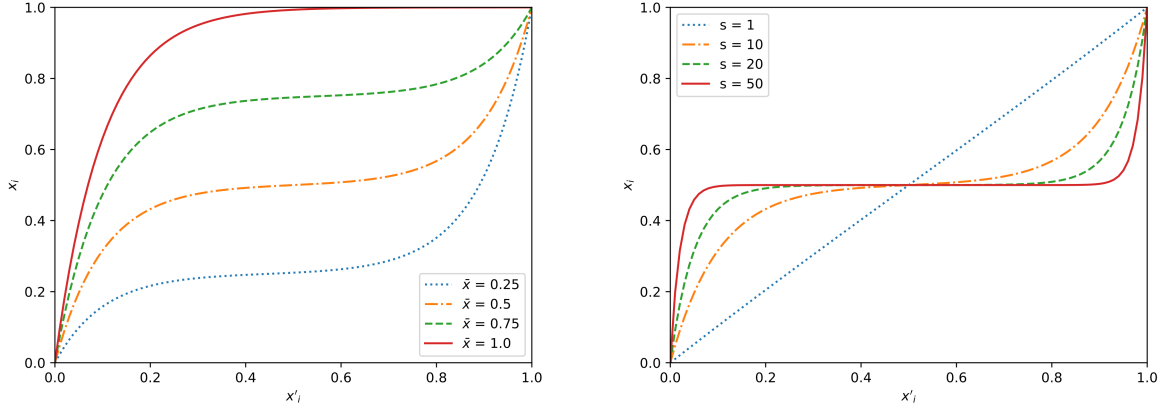 1.0
0.8
0.6
0.4
0.2
0.0
x_i
0.0 0.2 0.4 0.6 0.8 1.0
x'_i
x̄ = 0.25
x̄ = 0.5
x̄ = 0.75
x̄ = 1.0
1.0
0.8
0.6
0.4
0.2
0.0
x_i
0.0 0.2 0.4 0.6 0.8 1.0
x'_i
s = 1
s = 10
s = 20
s = 50